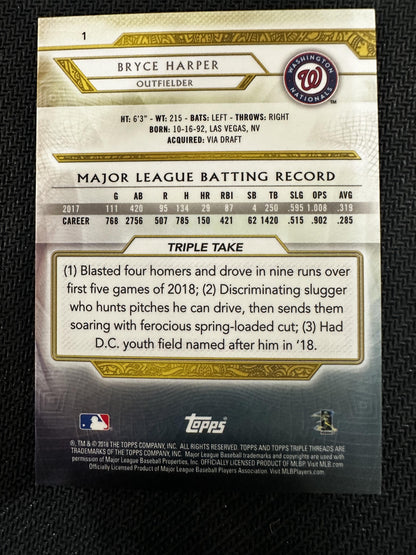 1
BRYCE HARPER
OUTFIELDER
WASHINGTON
W
NATIONALS
TM
HT: 6'3" - WT: 215 - BATS: LEFT - THROWS: RIGHT
BORN: 10-16-92, LAS VEGAS, NV
ACQUIRED: VIA DRAFT
MAJOR LEAGUE BATTING RECORD
G AB R H HR RBI SB TB SLG OPS AVG
2017 111 420 95 134 29 87 4 250 .595 1.008 .319
CAREER 768 2756 507 785 150 421 62 1420 .515 .902 .285
TRIPLE TAKE
(1) Blasted four homers and drove in nine runs over
first five games of 2018; (2) Discriminating slugger
who hunts pitches he can drive, then sends them
soaring with ferocious spring-loaded cut; (3) Had
D.C. youth field named after him in '18.
Topps
®, TM & © 2018 THE TOPPS COMPANY, INC. ALL RIGHTS RESERVED. TOPPS AND TOPPS TRIPLE THREADS ARE
TRADEMARKS OF THE TOPPS COMPANY, INC. Major League Baseball trademarks and copyrights are used with
permission of Major League Baseball Properties, Inc. OFFICIALLY LICENSED PRODUCT OF MLBP. Visit MLB.com
Officially Licensed Product of Major League Baseball Players Association. Visit MLBPlayers.com.